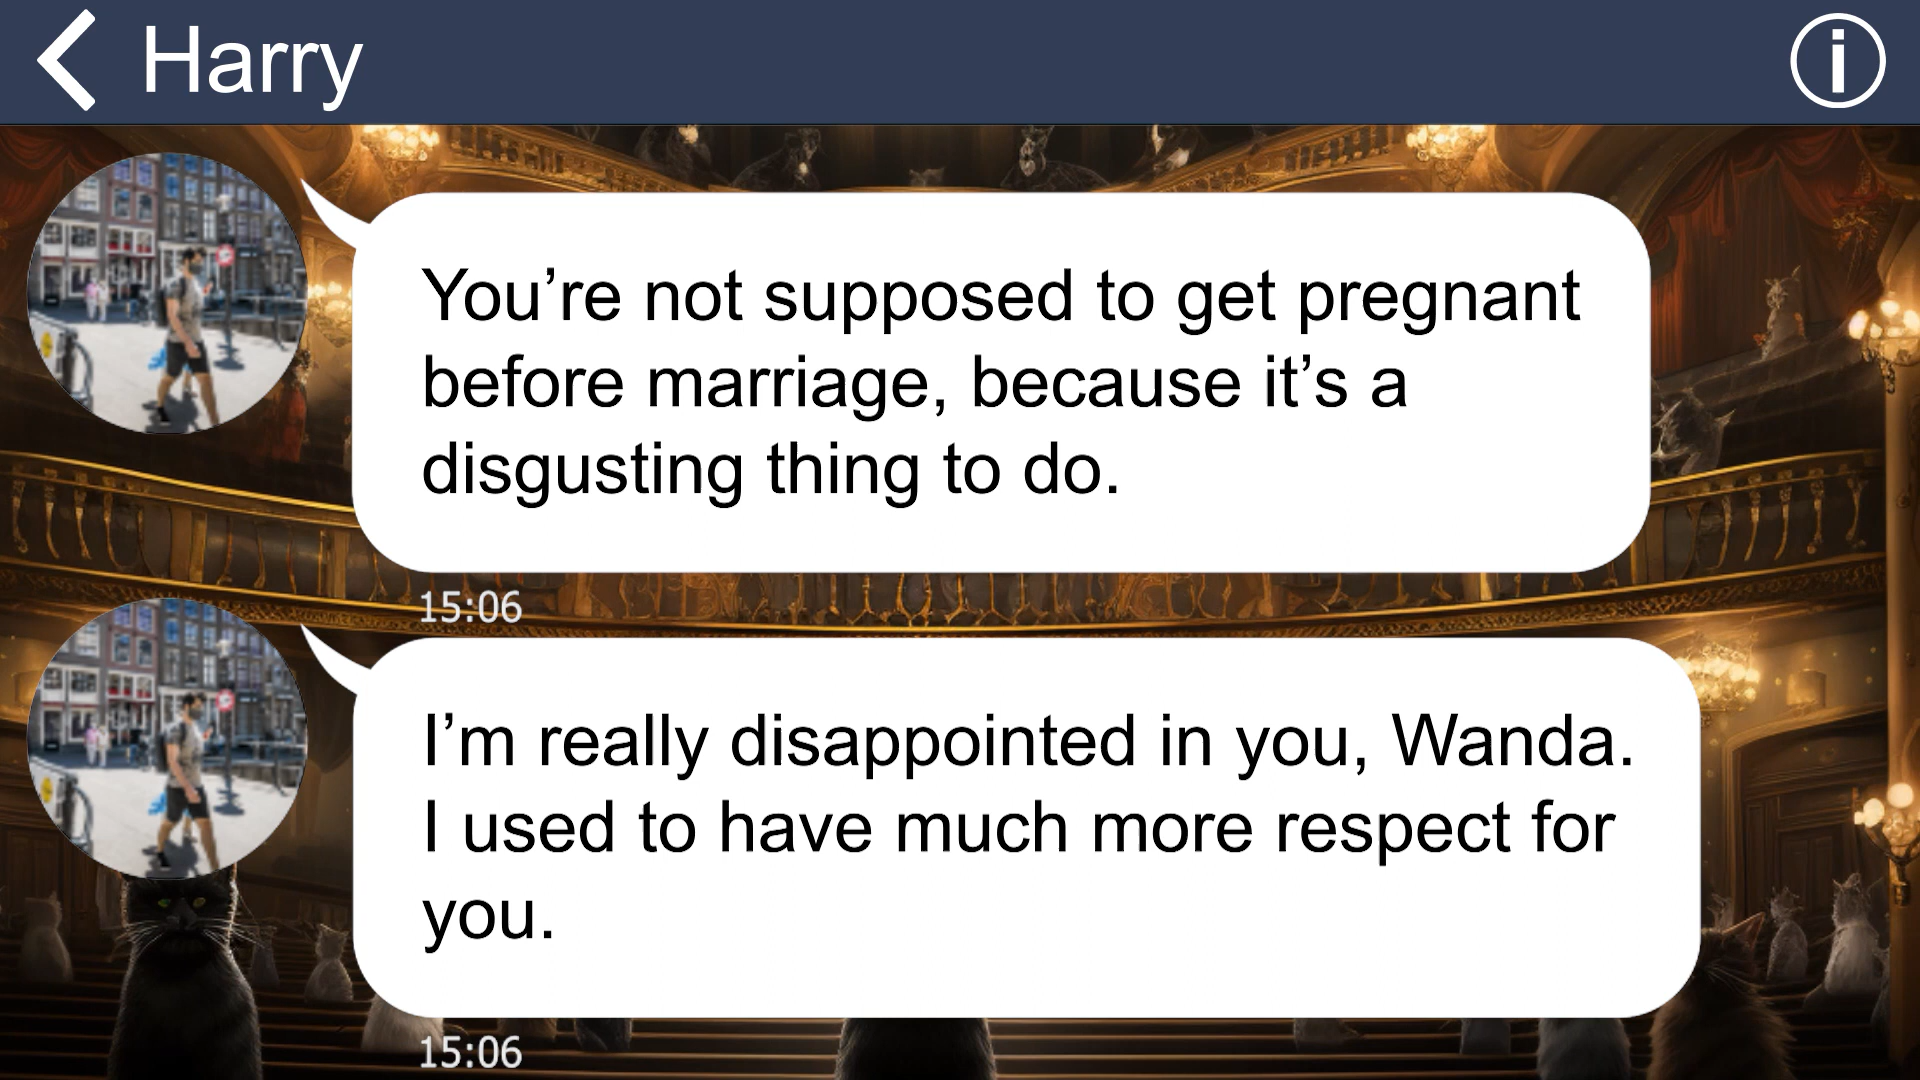 Harry
You’re not supposed to get pregnant
before marriage, because it’s a
disgusting thing to do.
15:06
I’m really disappointed in you, Wanda.
I used to have much more respect for
you.
15:06